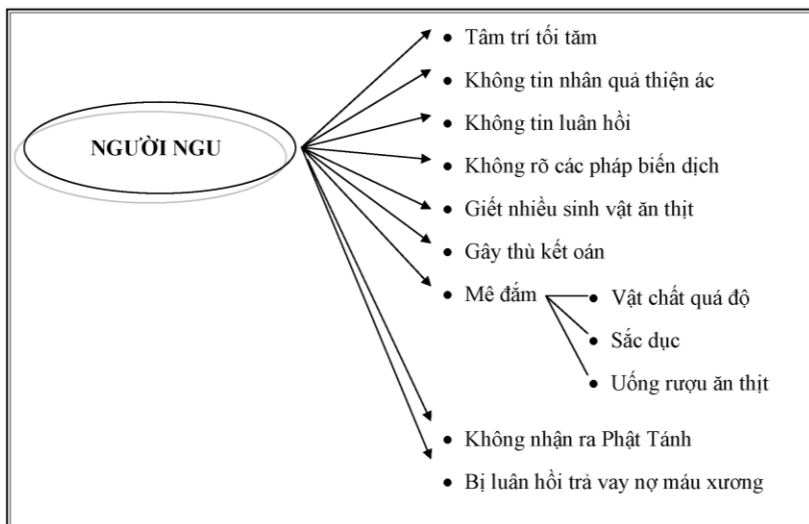 NGƯỜI NGU
• Tâm trí tối tăm
• Không tin nhân quả thiện ác
• Không tin luân hồi
• Không rõ các pháp biến dịch
• Giết nhiều sinh vật ăn thịt
• Gây thù kết oán
• Mê đắm
• Vật chất quá độ
• Sắc dục
• Uống rượu ăn thịt
• Không nhận ra Phật Tánh
• Bị luân hồi trả vay nợ máu xương